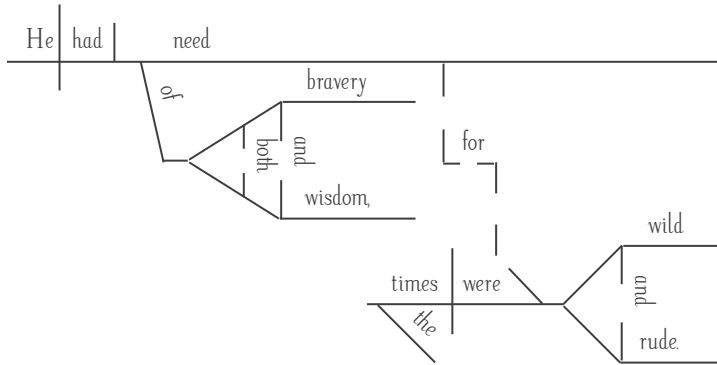 He had need
of
bravery
both and
for
wisdom,
wild
times were
and
the
rude.